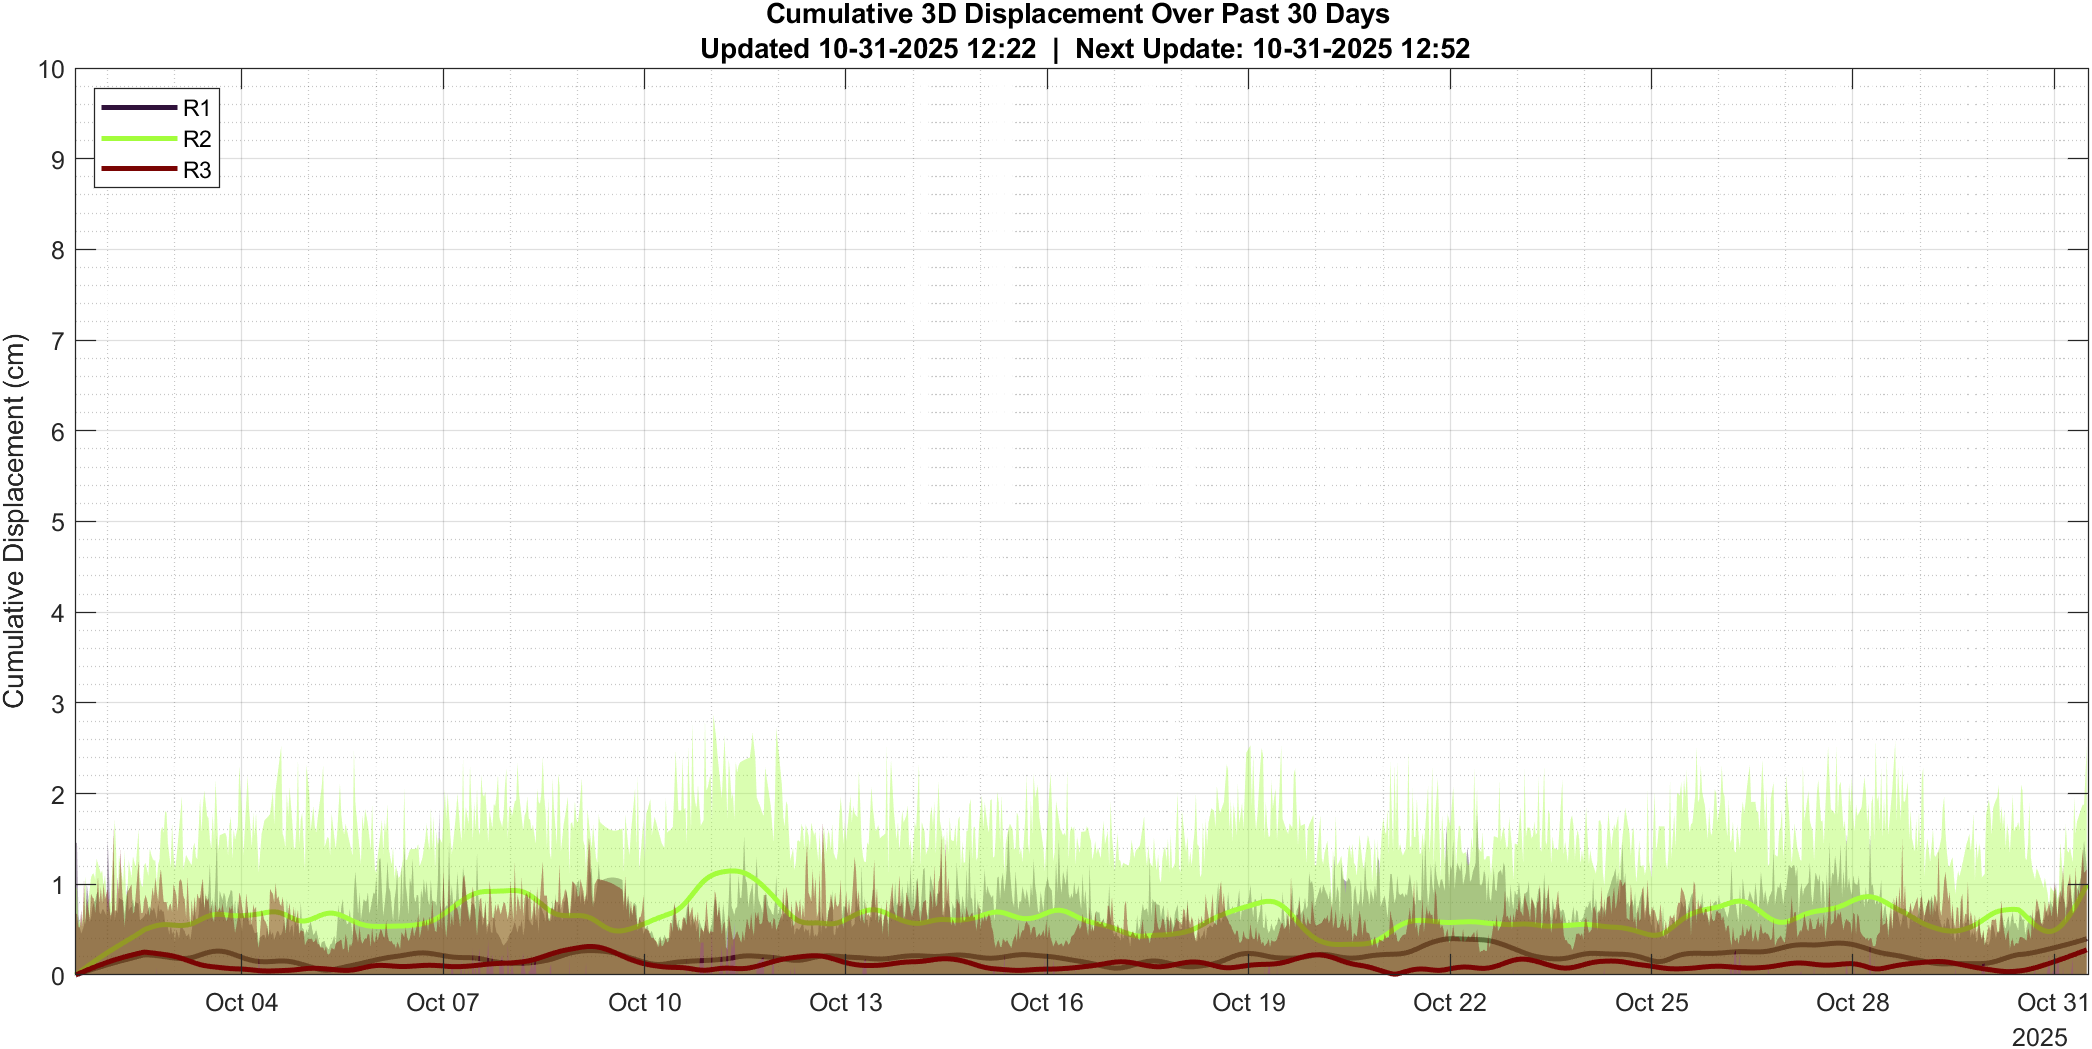 Cumulative 3D Displacement Over Past 30 Days
Updated 10-31-2025 12:22 | Next Update: 10-31-2025 12:52
Cumulative Displacement (cm)
10
9
8
7
6
5
4
3
2
1
0
R1
R2
R3
Oct 04 Oct 07 Oct 10 Oct 13 Oct 16 Oct 19 Oct 22 Oct 25 Oct 28 Oct 31
2025